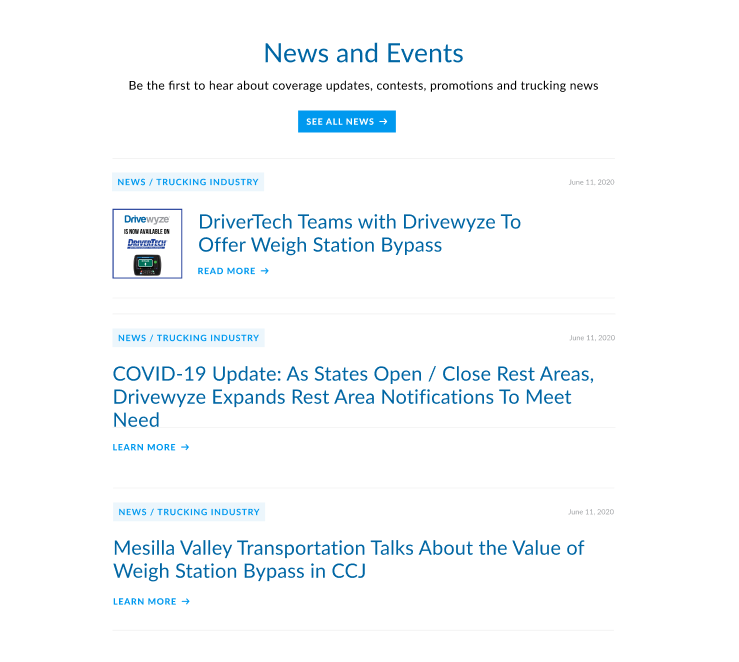 News and Events
Be the first to hear about coverage updates, contests, promotions and trucking news
SEE ALL NEWS →
NEWS / TRUCKING INDUSTRY
June 11, 2020
Drivewyze
IS NOW AVAILABLE ON
DRIVERTECH
DriverTech Teams with Drivewyze To
Offer Weigh Station Bypass
READ MORE →
NEWS / TRUCKING INDUSTRY
June 11, 2020
COVID-19 Update: As States Open / Close Rest Areas,
Drivewyze Expands Rest Area Notifications To Meet
Need
LEARN MORE →
NEWS / TRUCKING INDUSTRY
June 11, 2020
Mesilla Valley Transportation Talks About the Value of
Weigh Station Bypass in CCJ
LEARN MORE →